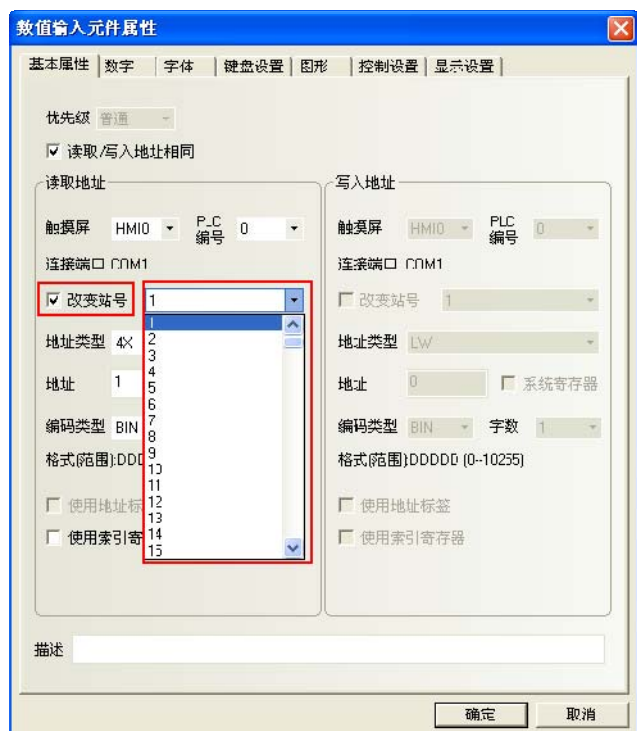 数值输入元件属性
基本属性 数字 字体 键盘设置 图形 控制设置 显示设置
优先级 普通
读取/写入地址相同
读取地址
触摸屏 HMI0 PLC编号 0
连接端口 COM1
改变站号 1
1
2
3
4
5
6
7
8
9
10
11
12
13
14
15
地址类型 4X
地址 1
编码类型 BIN
格式(范围):DDD
使用地址标
使用索引寄
写入地址
触摸屏 HMI0 PLC编号 0
连接端口 COM1
改变站号 1
地址类型 LW
地址 0 系统寄存器
编码类型 BIN 字数 1
格式(范围):DDDDD (0--10255)
使用地址标签
使用索引寄存器
描述
确定 取消